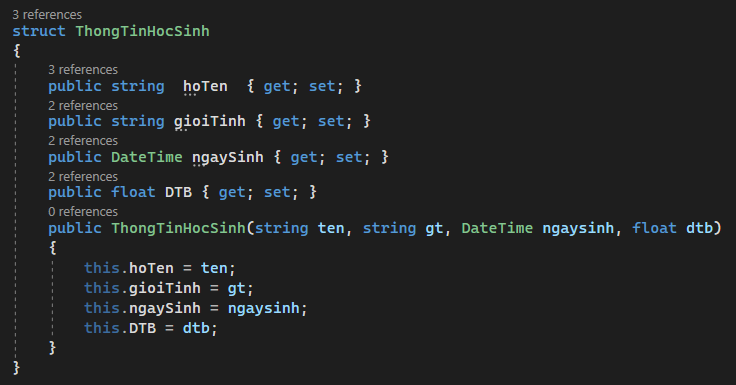 3 references
struct ThongTinHocSinh
{
3 references
public string  hoTen  { get; set; }
2 references
public string gioiTinh { get; set; }
2 references
public DateTime ngaySinh { get; set; }
2 references
public float DTB { get; set; }
0 references
public ThongTinHocSinh(string ten, string gt, DateTime ngaysinh, float dtb)
{
this.hoTen = ten;
this.gioiTinh = gt;
this.ngaySinh = ngaysinh;
this.DTB = dtb;
}
}